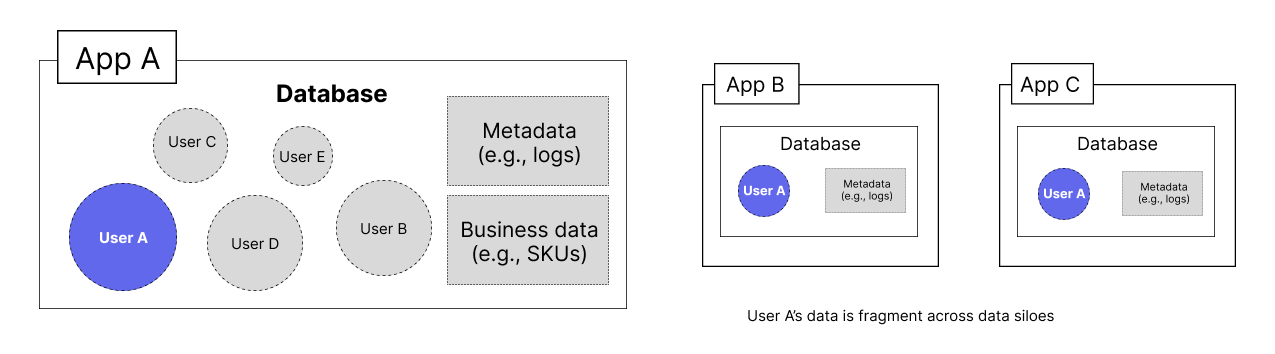 App A
Database
User C
User E
User A
User D
User B
Metadata
(e.g., logs)
Business data
(e.g., SKUs)
App B
Database
User A
Metadata
(e.g., logs)
App C
Database
User A
Metadata
(e.g., logs)
User A's data is fragment across data siloes